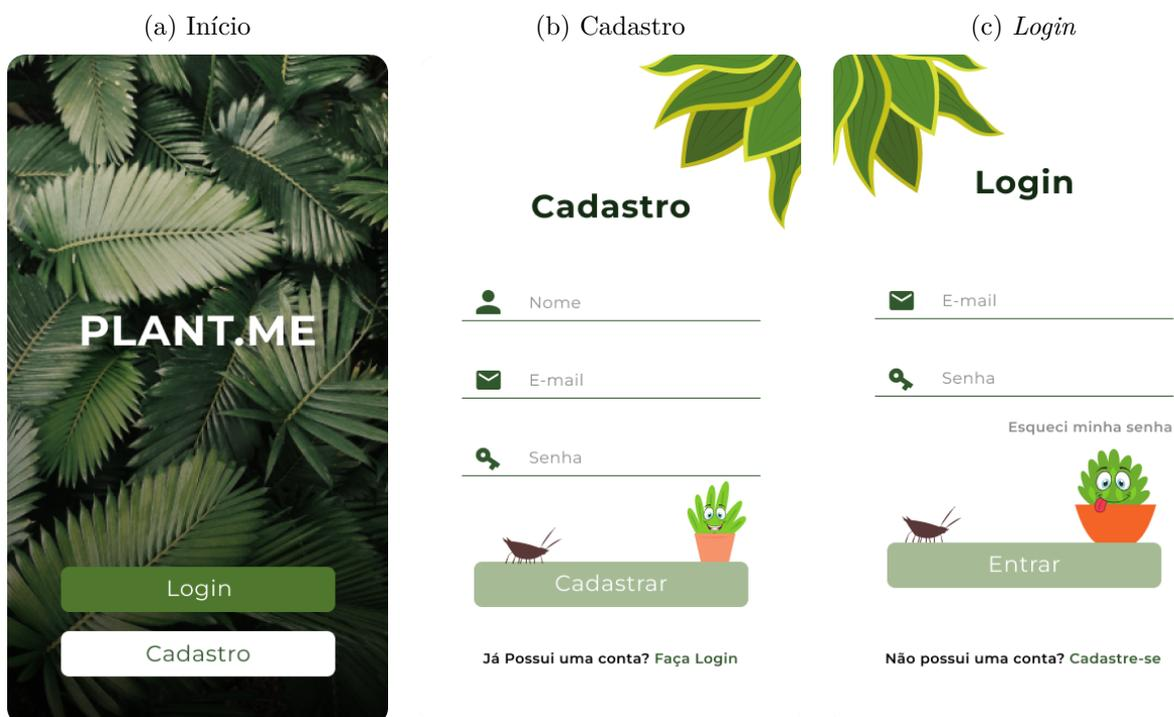 (a) Início
PLANT.ME
Login
Cadastro
(b) Cadastro
Cadastro
Nome
E-mail
Senha
Cadastrar
Já Possui uma conta? Faça Login
(c) Login
Login
E-mail
Senha
Esqueci minha senha
Entrar
Não possui uma conta? Cadastre-se